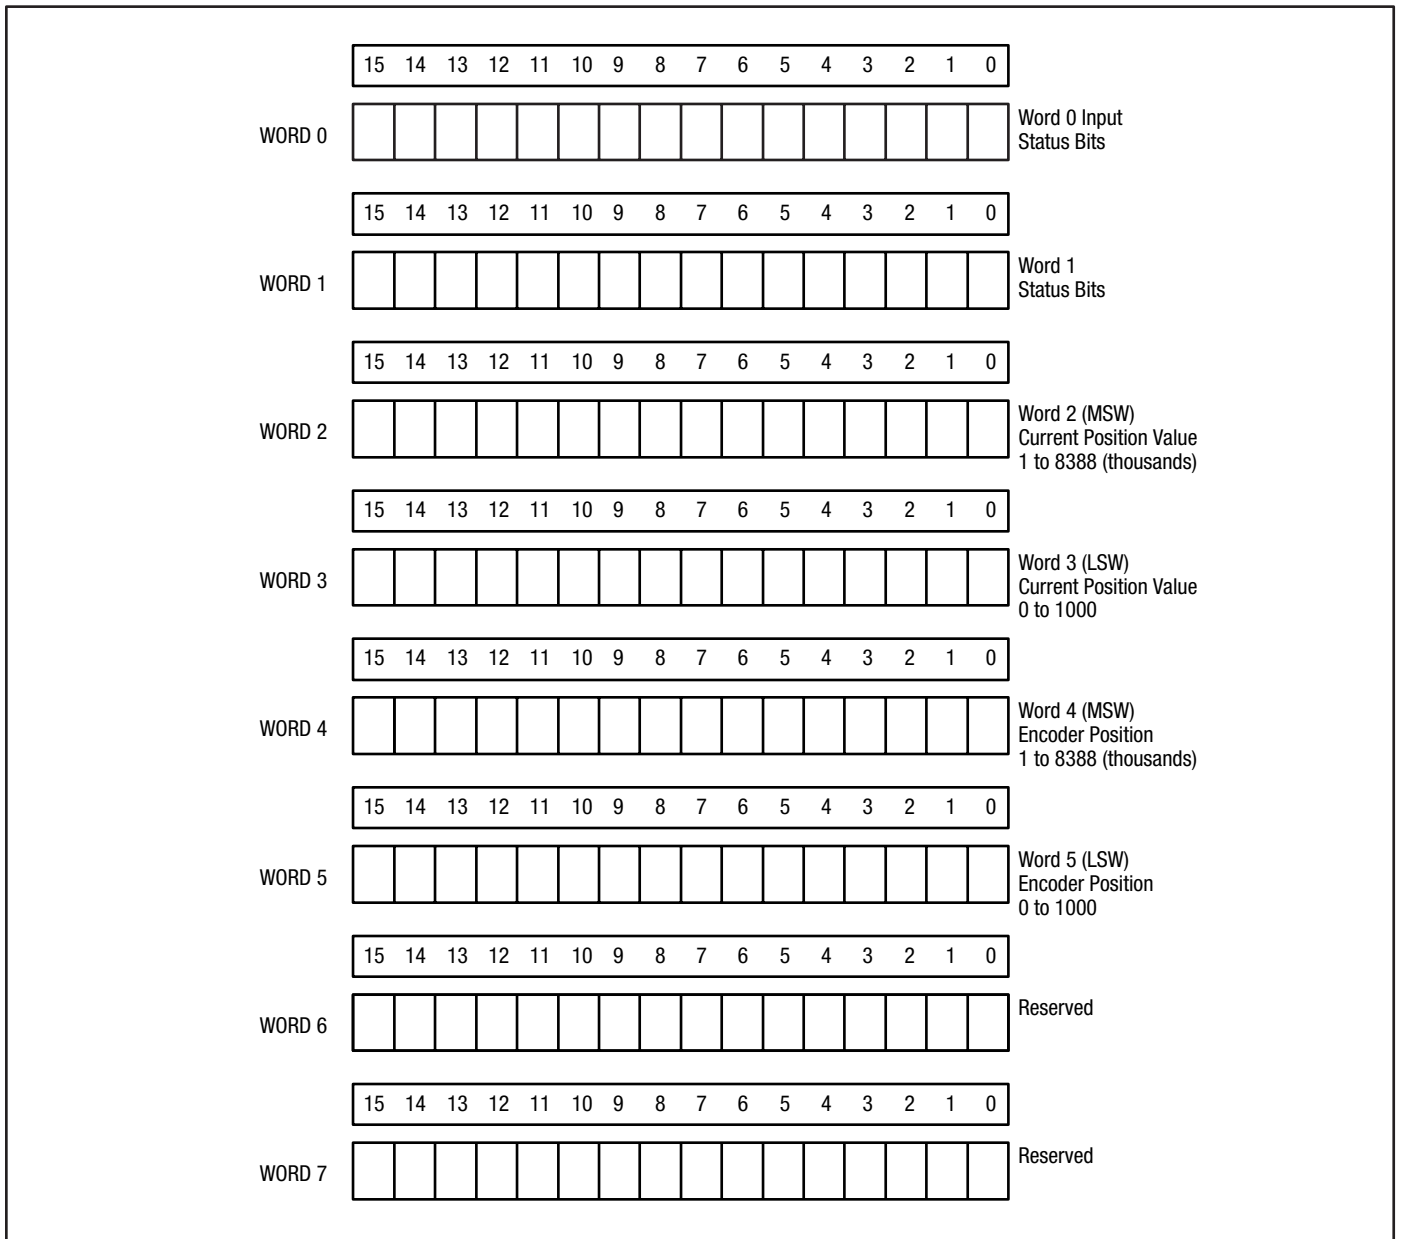 15 14 13 12 11 10 9 8 7 6 5 4 3 2 1 0
WORD 0
Word 0 Input
Status Bits
15 14 13 12 11 10 9 8 7 6 5 4 3 2 1 0
WORD 1
Word 1
Status Bits
15 14 13 12 11 10 9 8 7 6 5 4 3 2 1 0
WORD 2
Word 2 (MSW)
Current Position Value
1 to 8388 (thousands)
15 14 13 12 11 10 9 8 7 6 5 4 3 2 1 0
WORD 3
Word 3 (LSW)
Current Position Value
0 to 1000
15 14 13 12 11 10 9 8 7 6 5 4 3 2 1 0
WORD 4
Word 4 (MSW)
Encoder Position
1 to 8388 (thousands)
15 14 13 12 11 10 9 8 7 6 5 4 3 2 1 0
WORD 5
Word 5 (LSW)
Encoder Position
0 to 1000
15 14 13 12 11 10 9 8 7 6 5 4 3 2 1 0
WORD 6
Reserved
15 14 13 12 11 10 9 8 7 6 5 4 3 2 1 0
WORD 7
Reserved